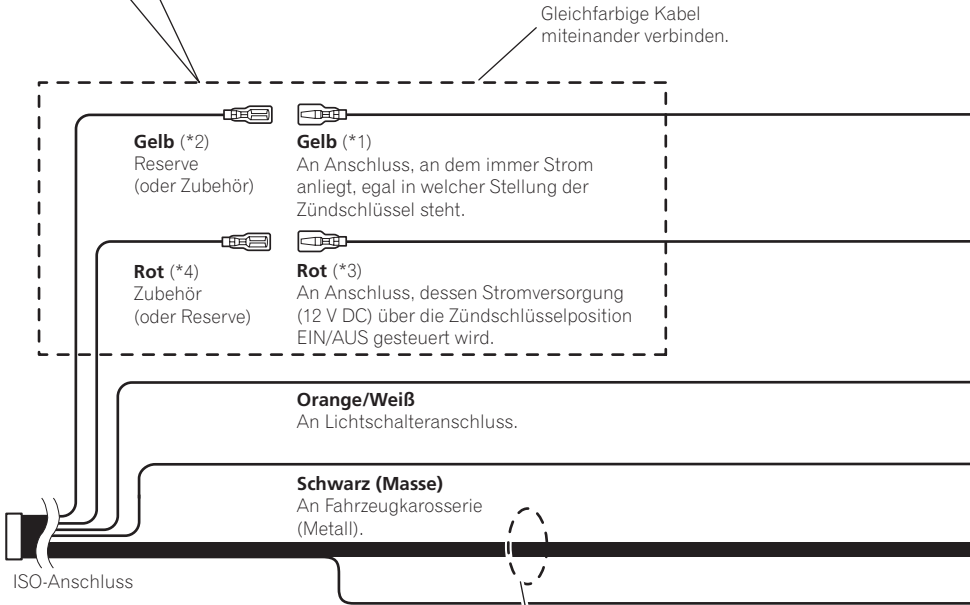 Gleichfarbige Kabel
miteinander verbinden.
Gelb (*2)
Reserve
(oder Zubehör)
Gelb (*1)
An Anschluss, an dem immer Strom
anliegt, egal in welcher Stellung der
Zündschlüssel steht.
Rot (*4)
Zubehör
(oder Reserve)
Rot (*3)
An Anschluss, dessen Stromversorgung
(12 V DC) über die Zündschlüsselposition
EIN/AUS gesteuert wird.
Orange/Weiß
An Lichtschalteranschluss.
Schwarz (Masse)
An Fahrzeugkarosserie
(Metall).
ISO-Anschluss